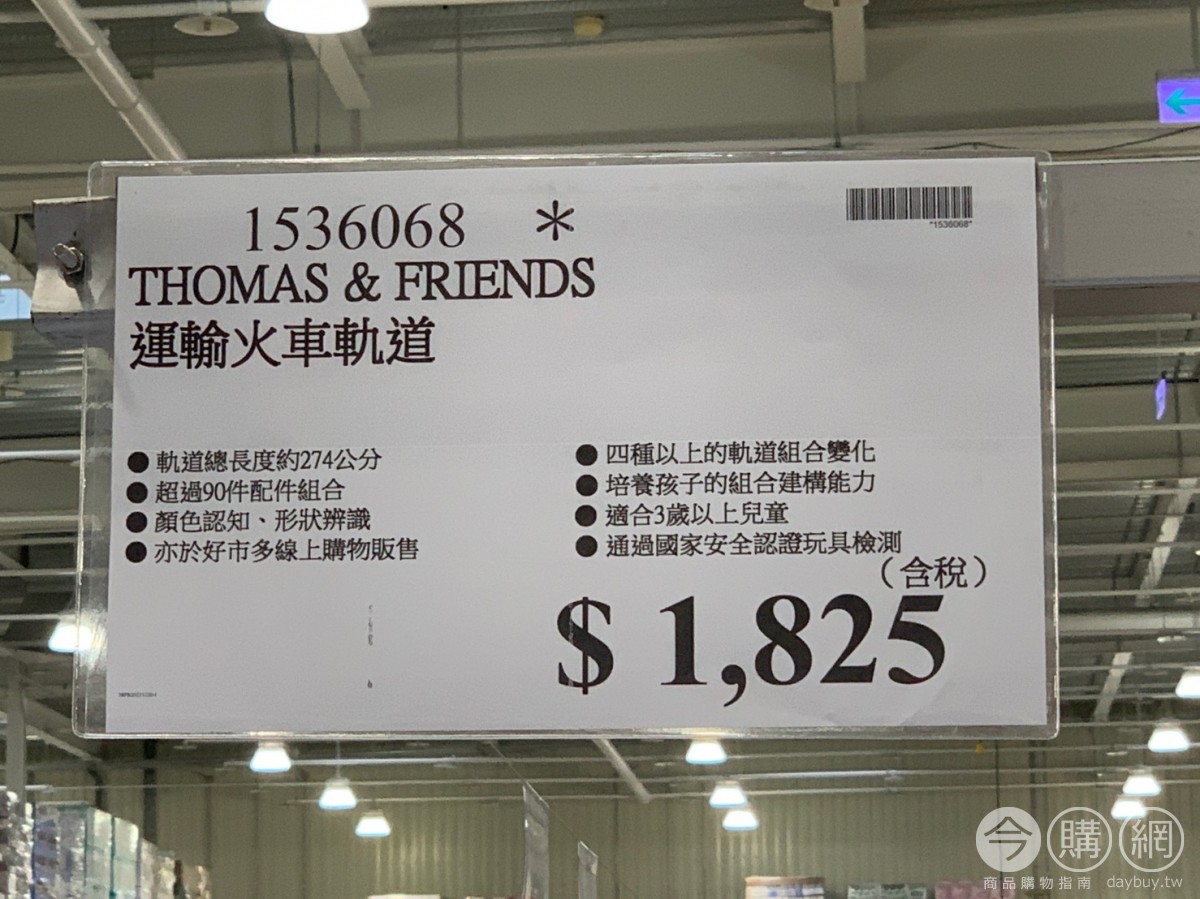 1536068 *
*1536068*
THOMAS & FRIENDS
運輸火車軌道
● 軌道總長度約274公分
● 超過90件配件組合
● 顏色認知、形狀辨識
● 亦於好市多線上購物販售
● 四種以上的軌道組合變化
● 培養孩子的組合建構能力
● 適合3歲以上兒童
● 通過國家安全認證玩具檢測
（含稅）
$ 1,825
今購網
商品購物指南 daybuy.tw